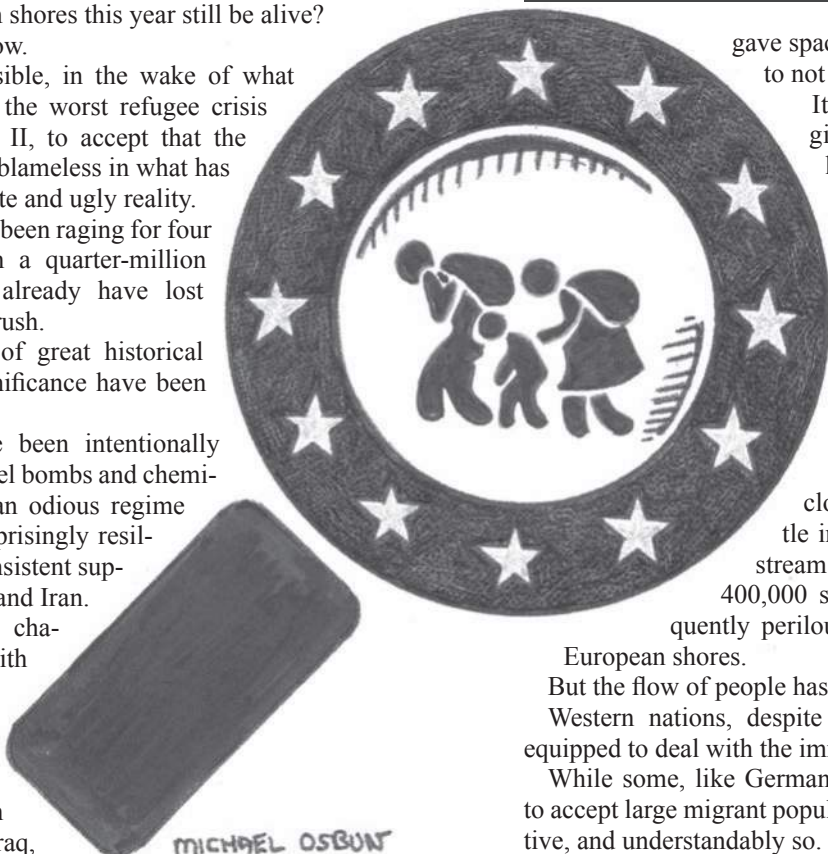 n shores this year still be alive?
ow.
sible, in the wake of what
the worst refugee crisis
II, to accept that the
blameless in what has
te and ugly reality.
been raging for four
n a quarter-million
already have lost
rush.
of great historical
nificance have been
e been intentionally
el bombs and chemi-
an odious regime
prisingly resil-
nsistent sup-
and Iran.
cha-
ith
raq,
MICHAEL OSBUN
gave spac
to not
It
gi
clo
tle in
stream
400,000 s
quently perilou
European shores.
But the flow of people has
Western nations, despite
equipped to deal with the imm
While some, like German
to accept large migrant popul
tive, and understandably so.